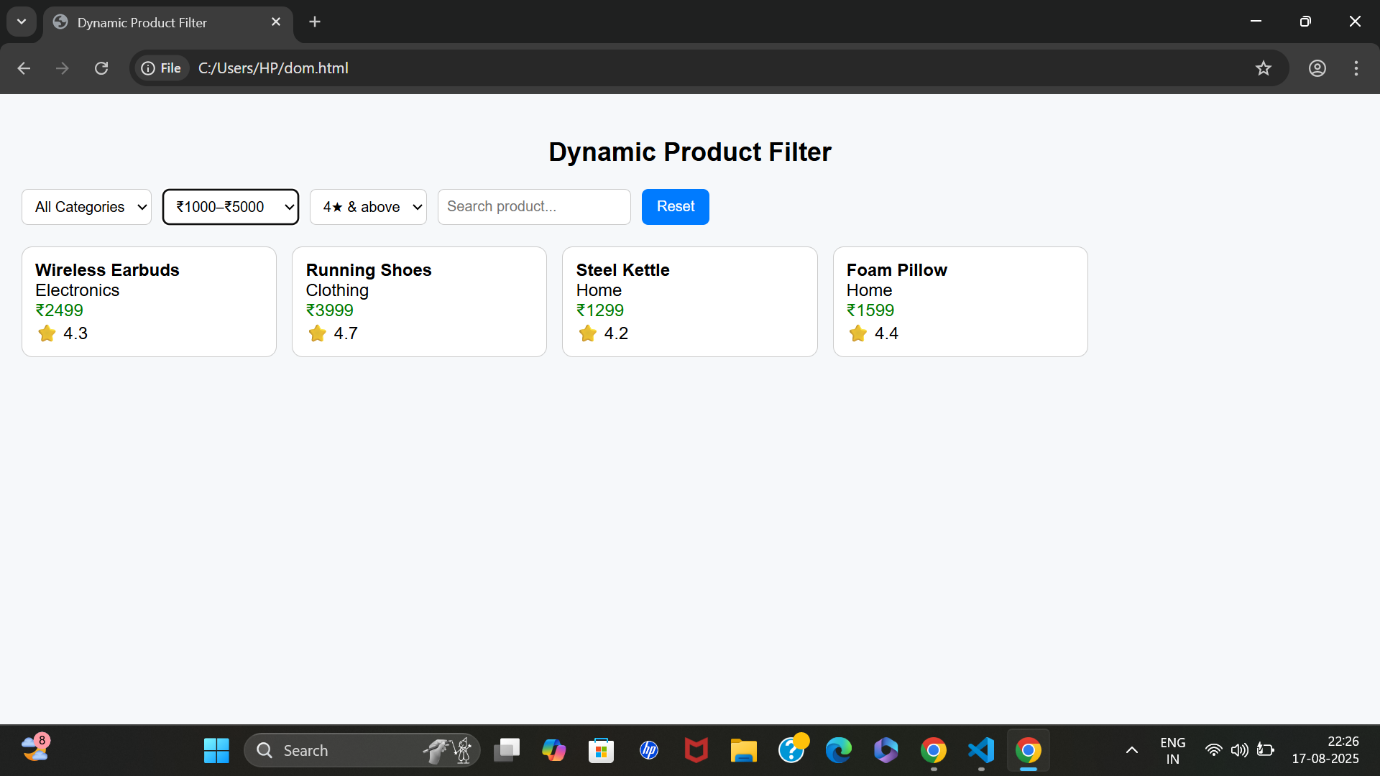 Dynamic Product Filter
File C:/Users/HP/dom.html
Dynamic Product Filter
All Categories ₹1000–₹5000 4★ & above Search product... Reset
Wireless Earbuds
Electronics
₹2499
⭐ 4.3
Running Shoes
Clothing
₹3999
⭐ 4.7
Steel Kettle
Home
₹1299
⭐ 4.2
Foam Pillow
Home
₹1599
⭐ 4.4
8
Search
hp
ENG
IN
22:26
17-08-2025